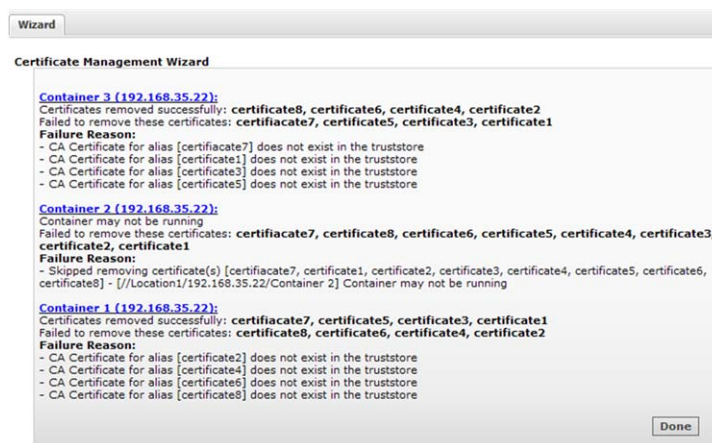 Wizard
Certificate Management Wizard
Container 3 (192.168.35.22):
Certificates removed successfully: certificate8, certificate6, certificate4, certificate2
Failed to remove these certificates: certifiacate7, certificate5, certificate3, certificate1
Failure Reason:
- CA Certificate for alias [certifiacate7] does not exist in the truststore
- CA Certificate for alias [certificate1] does not exist in the truststore
- CA Certificate for alias [certificate3] does not exist in the truststore
- CA Certificate for alias [certificate5] does not exist in the truststore
Container 2 (192.168.35.22):
Container may not be running
Failed to remove these certificates: certifiacate7, certificate8, certificate6, certificate5, certificate4, certificate3,
certificate2, certificate1
Failure Reason:
- Skipped removing certificate(s) [certifiacate7, certificate1, certificate2, certificate3, certificate4, certificate5, certificate6,
certificate8] - [//Location1/192.168.35.22/Container 2] Container may not be running
Container 1 (192.168.35.22):
Certificates removed successfully: certifiacate7, certificate5, certificate3, certificate1
Failed to remove these certificates: certificate8, certificate6, certificate4, certificate2
Failure Reason:
- CA Certificate for alias [certificate2] does not exist in the truststore
- CA Certificate for alias [certificate4] does not exist in the truststore
- CA Certificate for alias [certificate6] does not exist in the truststore
- CA Certificate for alias [certificate8] does not exist in the truststore
Done